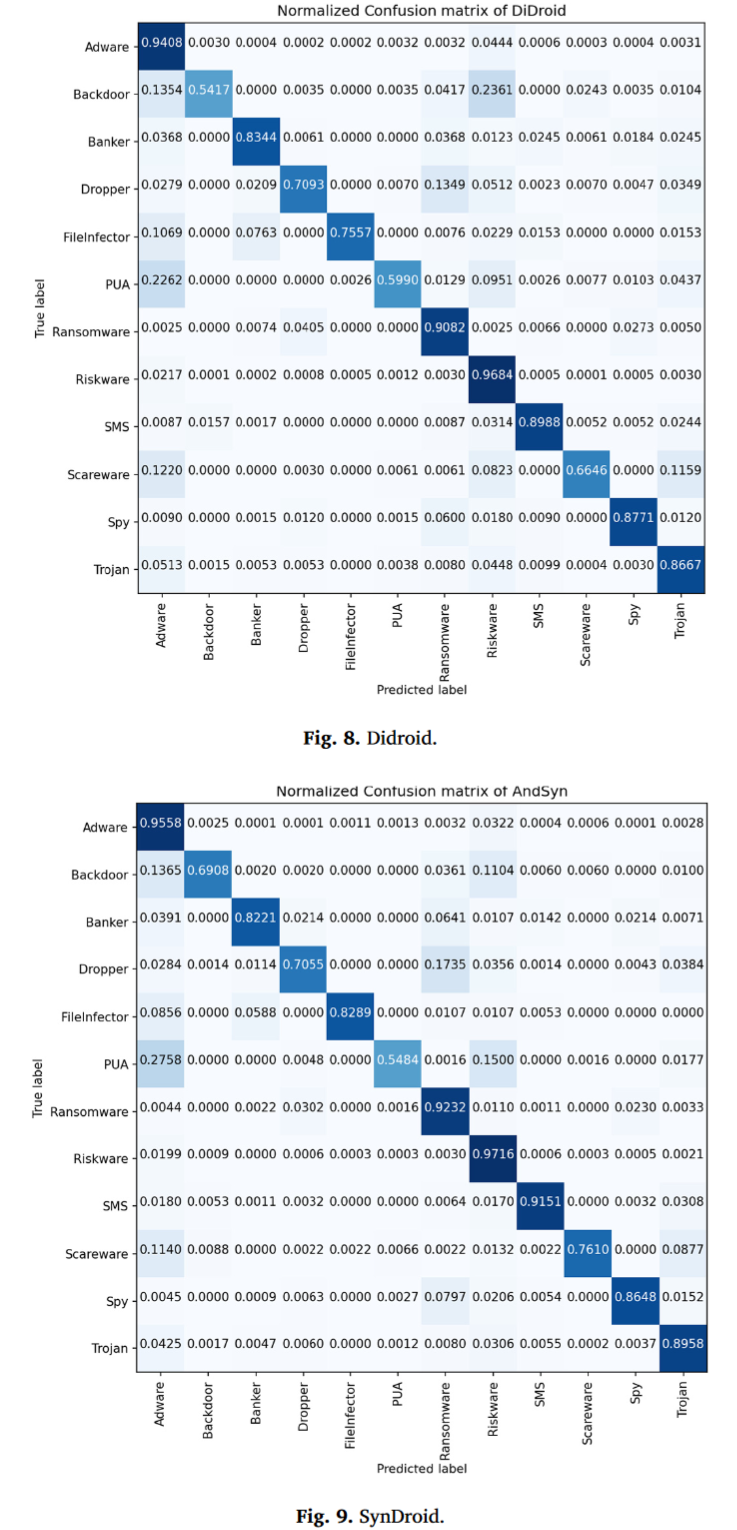 Normalized Confusion matrix of DiDroid
Adware 0.9408 0.0030 0.0004 0.0002 0.0002 0.0032 0.0032 0.0444 0.0006 0.0003 0.0004 0.0031
Backdoor 0.1354 0.5417 0.0000 0.0035 0.0000 0.0035 0.0417 0.2361 0.0000 0.0243 0.0035 0.0104
Banker 0.0368 0.0000 0.8344 0.0061 0.0000 0.0000 0.0368 0.0123 0.0245 0.0061 0.0184 0.0245
Dropper 0.0279 0.0000 0.0209 0.7093 0.0000 0.0070 0.1349 0.0512 0.0023 0.0070 0.0047 0.0349
FileInfector 0.1069 0.0000 0.0763 0.0000 0.7557 0.0000 0.0076 0.0229 0.0153 0.0000 0.0000 0.0153
PUA 0.2262 0.0000 0.0000 0.0000 0.0026 0.5990 0.0129 0.0951 0.0026 0.0077 0.0103 0.0437
Ransomware 0.0025 0.0000 0.0074 0.0405 0.0000 0.0000 0.9082 0.0025 0.0066 0.0000 0.0273 0.0050
Riskware 0.0217 0.0001 0.0002 0.0008 0.0005 0.0012 0.0030 0.9684 0.0005 0.0001 0.0005 0.0030
SMS 0.0087 0.0157 0.0017 0.0000 0.0000 0.0000 0.0087 0.0314 0.8988 0.0052 0.0052 0.0244
Scareware 0.1220 0.0000 0.0000 0.0030 0.0000 0.0061 0.0061 0.0823 0.0000 0.6646 0.0000 0.1159
Spy 0.0090 0.0000 0.0015 0.0120 0.0000 0.0015 0.0600 0.0180 0.0090 0.0000 0.8771 0.0120
Trojan 0.0513 0.0015 0.0053 0.0053 0.0000 0.0038 0.0080 0.0448 0.0099 0.0004 0.0030 0.8667
True label
Adware Backdoor Banker Dropper FileInfector PUA Ransomware Riskware SMS Scareware Spy Trojan
Predicted label
Fig. 8. Didroid.
Normalized Confusion matrix of AndSyn
Adware 0.9558 0.0025 0.0001 0.0001 0.0011 0.0013 0.0032 0.0322 0.0004 0.0006 0.0001 0.0028
Backdoor 0.1365 0.6908 0.0020 0.0020 0.0000 0.0000 0.0361 0.1104 0.0060 0.0060 0.0000 0.0100
Banker 0.0391 0.0000 0.8221 0.0214 0.0000 0.0000 0.0641 0.0107 0.0142 0.0000 0.0214 0.0071
Dropper 0.0284 0.0014 0.0114 0.7055 0.0000 0.0000 0.1735 0.0356 0.0014 0.0000 0.0043 0.0384
FileInfector 0.0856 0.0000 0.0588 0.0000 0.8289 0.0000 0.0107 0.0107 0.0053 0.0000 0.0000 0.0000
PUA 0.2758 0.0000 0.0000 0.0048 0.0000 0.5484 0.0016 0.1500 0.0000 0.0016 0.0000 0.0177
Ransomware 0.0044 0.0000 0.0022 0.0302 0.0000 0.0016 0.9232 0.0110 0.0011 0.0000 0.0230 0.0033
Riskware 0.0199 0.0009 0.0000 0.0006 0.0000 0.0003 0.0030 0.9716 0.0006 0.0003 0.0005 0.0021
SMS 0.0180 0.0053 0.0011 0.0032 0.0000 0.0000 0.0064 0.0170 0.9151 0.0000 0.0032 0.0308
Scareware 0.1140 0.0088 0.0000 0.0022 0.0022 0.0066 0.0022 0.0132 0.0022 0.7610 0.0000 0.0877
Spy 0.0045 0.0000 0.0009 0.0063 0.0000 0.0027 0.0797 0.0206 0.0054 0.0000 0.8648 0.0152
Trojan 0.0425 0.0017 0.0047 0.0060 0.0000 0.0012 0.0080 0.0306 0.0055 0.0002 0.0037 0.8958
True label
Adware Backdoor Banker Dropper FileInfector PUA Ransomware Riskware SMS Scareware Spy Trojan
Predicted label
Fig. 9. SynDroid.